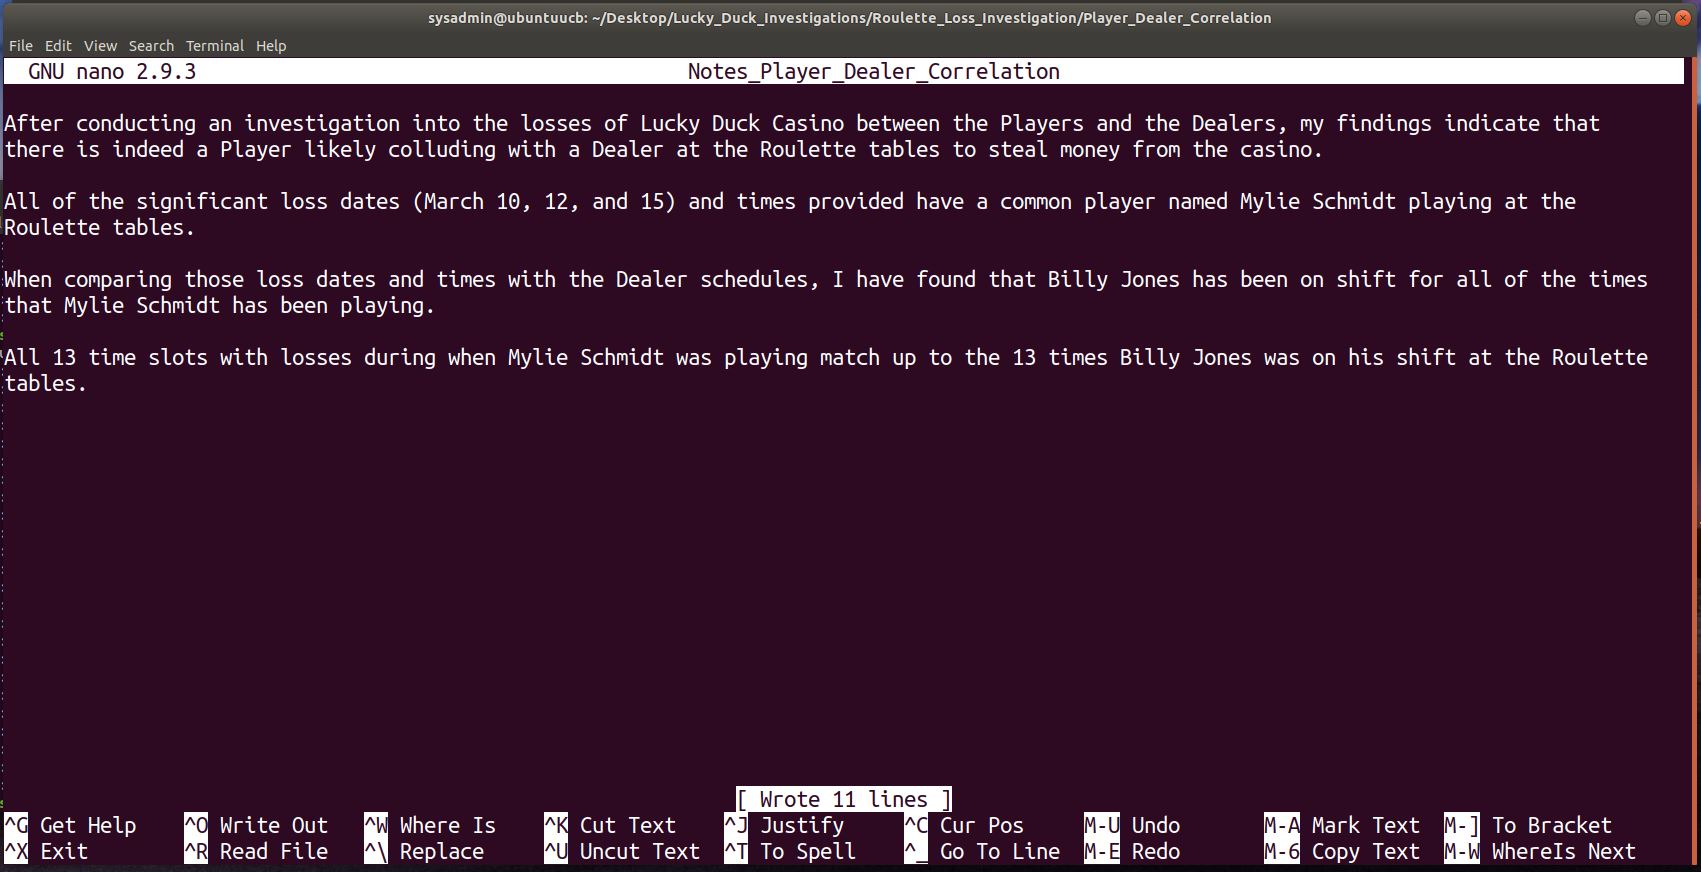 sysadmin@ubuntuucb: ~/Desktop/Lucky_Duck_Investigations/Roulette_Loss_Investigation/Player_Dealer_Correlation
File Edit View Search Terminal Help
GNU nano 2.9.3 Notes_Player_Dealer_Correlation
After conducting an investigation into the losses of Lucky Duck Casino between the Players and the Dealers, my findings indicate that
there is indeed a Player likely colluding with a Dealer at the Roulette tables to steal money from the casino.
All of the significant loss dates (March 10, 12, and 15) and times provided have a common player named Mylie Schmidt playing at the
Roulette tables.
When comparing those loss dates and times with the Dealer schedules, I have found that Billy Jones has been on shift for all of the times
that Mylie Schmidt has been playing.
All 13 time slots with losses during when Mylie Schmidt was playing match up to the 13 times Billy Jones was on his shift at the Roulette
tables.
[ Wrote 11 lines ]
^G Get Help ^O Write Out ^W Where Is ^K Cut Text ^J Justify ^C Cur Pos M-U Undo M-A Mark Text M-] To Bracket
^X Exit ^R Read File ^\ Replace ^U Uncut Text ^T To Spell ^_ Go To Line M-E Redo M-6 Copy Text M-W WhereIs Next